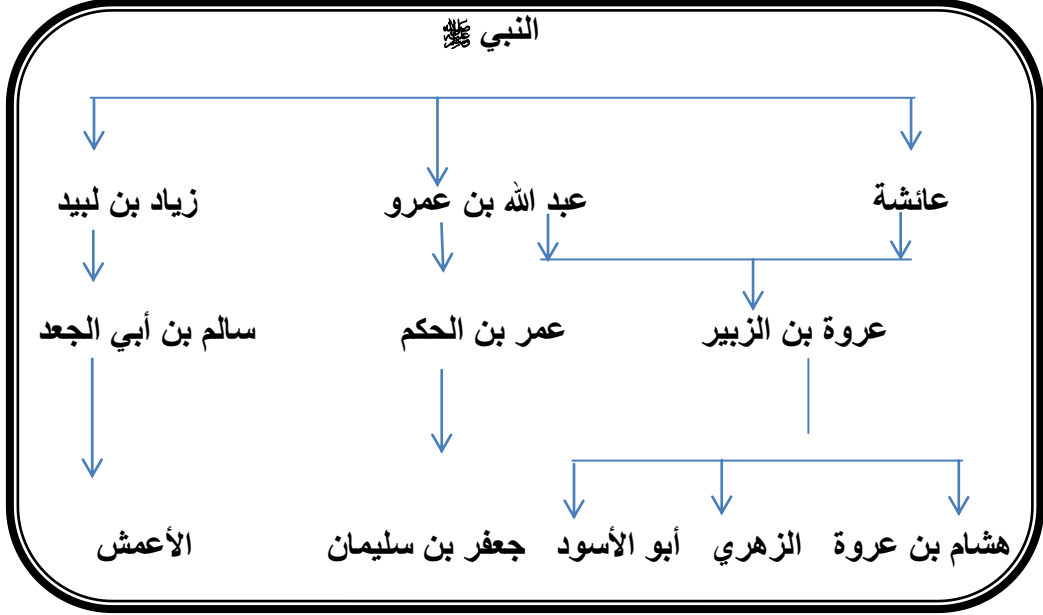 النبي ﷺ
عائشة عبد الله بن عمرو زياد بن لبيد
عروة بن الزبير عمر بن الحكم سالم بن أبي الجعد
هشام بن عروة الزهري أبو الأسود جعفر بن سليمان الأعمش